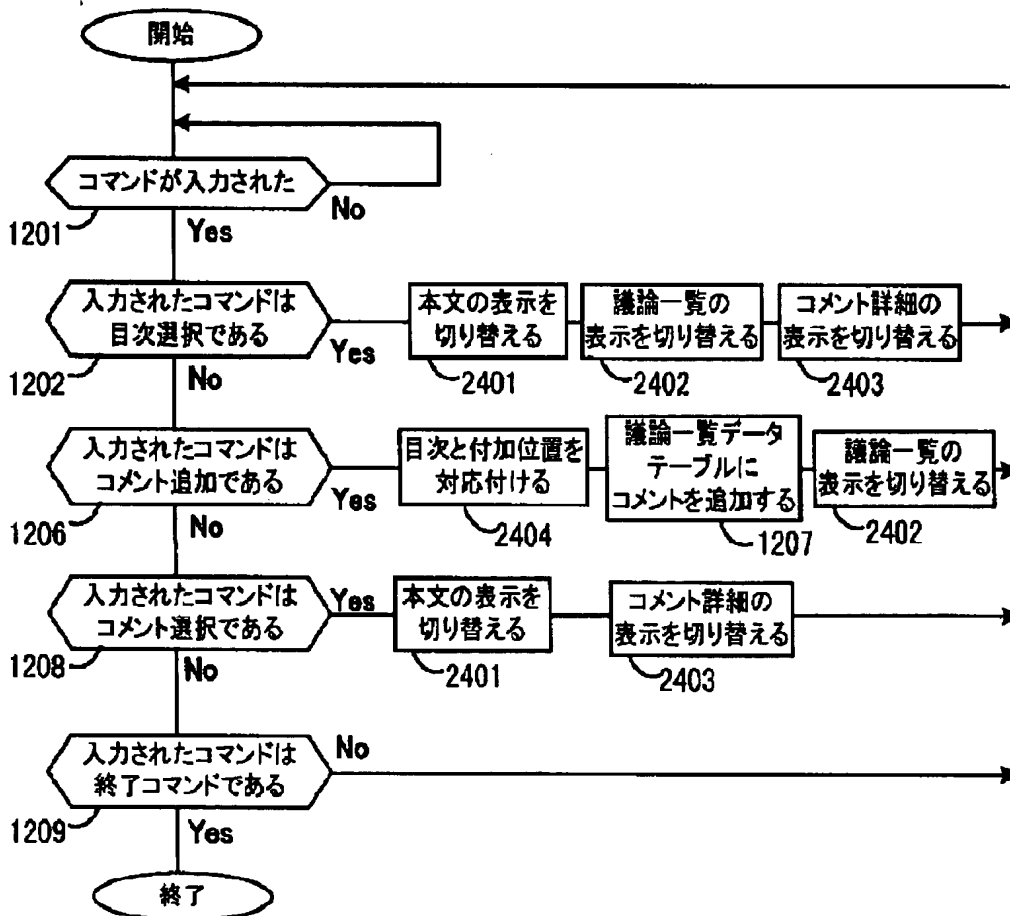 開始
コマンドが入力された
No
1201
Yes
入力されたコマンドは
目次選択である
Yes
1202
No
本文の表示を
切り替える
2401
議論一覧の
表示を切り替える
2402
コメント詳細の
表示を切り替える
2403
入力されたコマンドは
コメント追加である
Yes
1206
No
目次と付加位置を
対応付ける
2404
議論一覧データ
テーブルに
コメントを追加する
1207
議論一覧の
表示を切り替える
2402
入力されたコマンドは
コメント選択である
Yes
1208
No
本文の表示を
切り替える
2401
コメント詳細の
表示を切り替える
2403
入力されたコマンドは
終了コマンドである
No
1209
Yes
終了